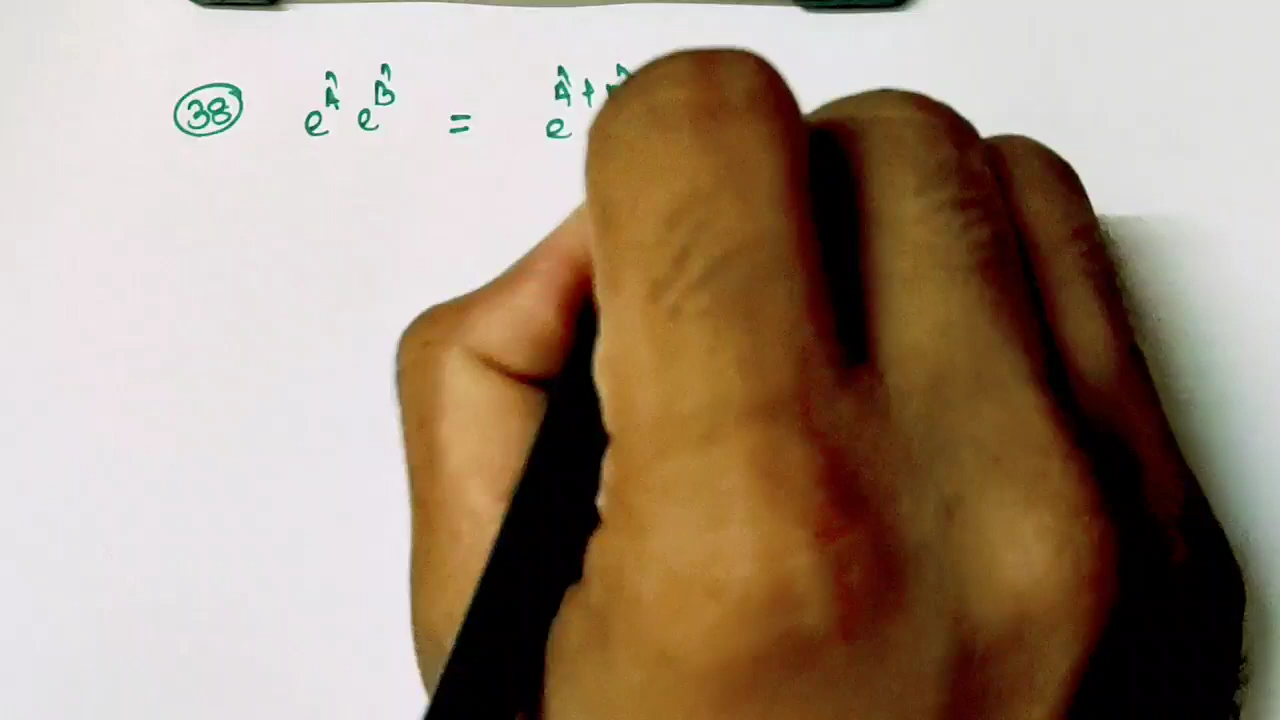 (38) e^Â e^B̂ = e^Â+